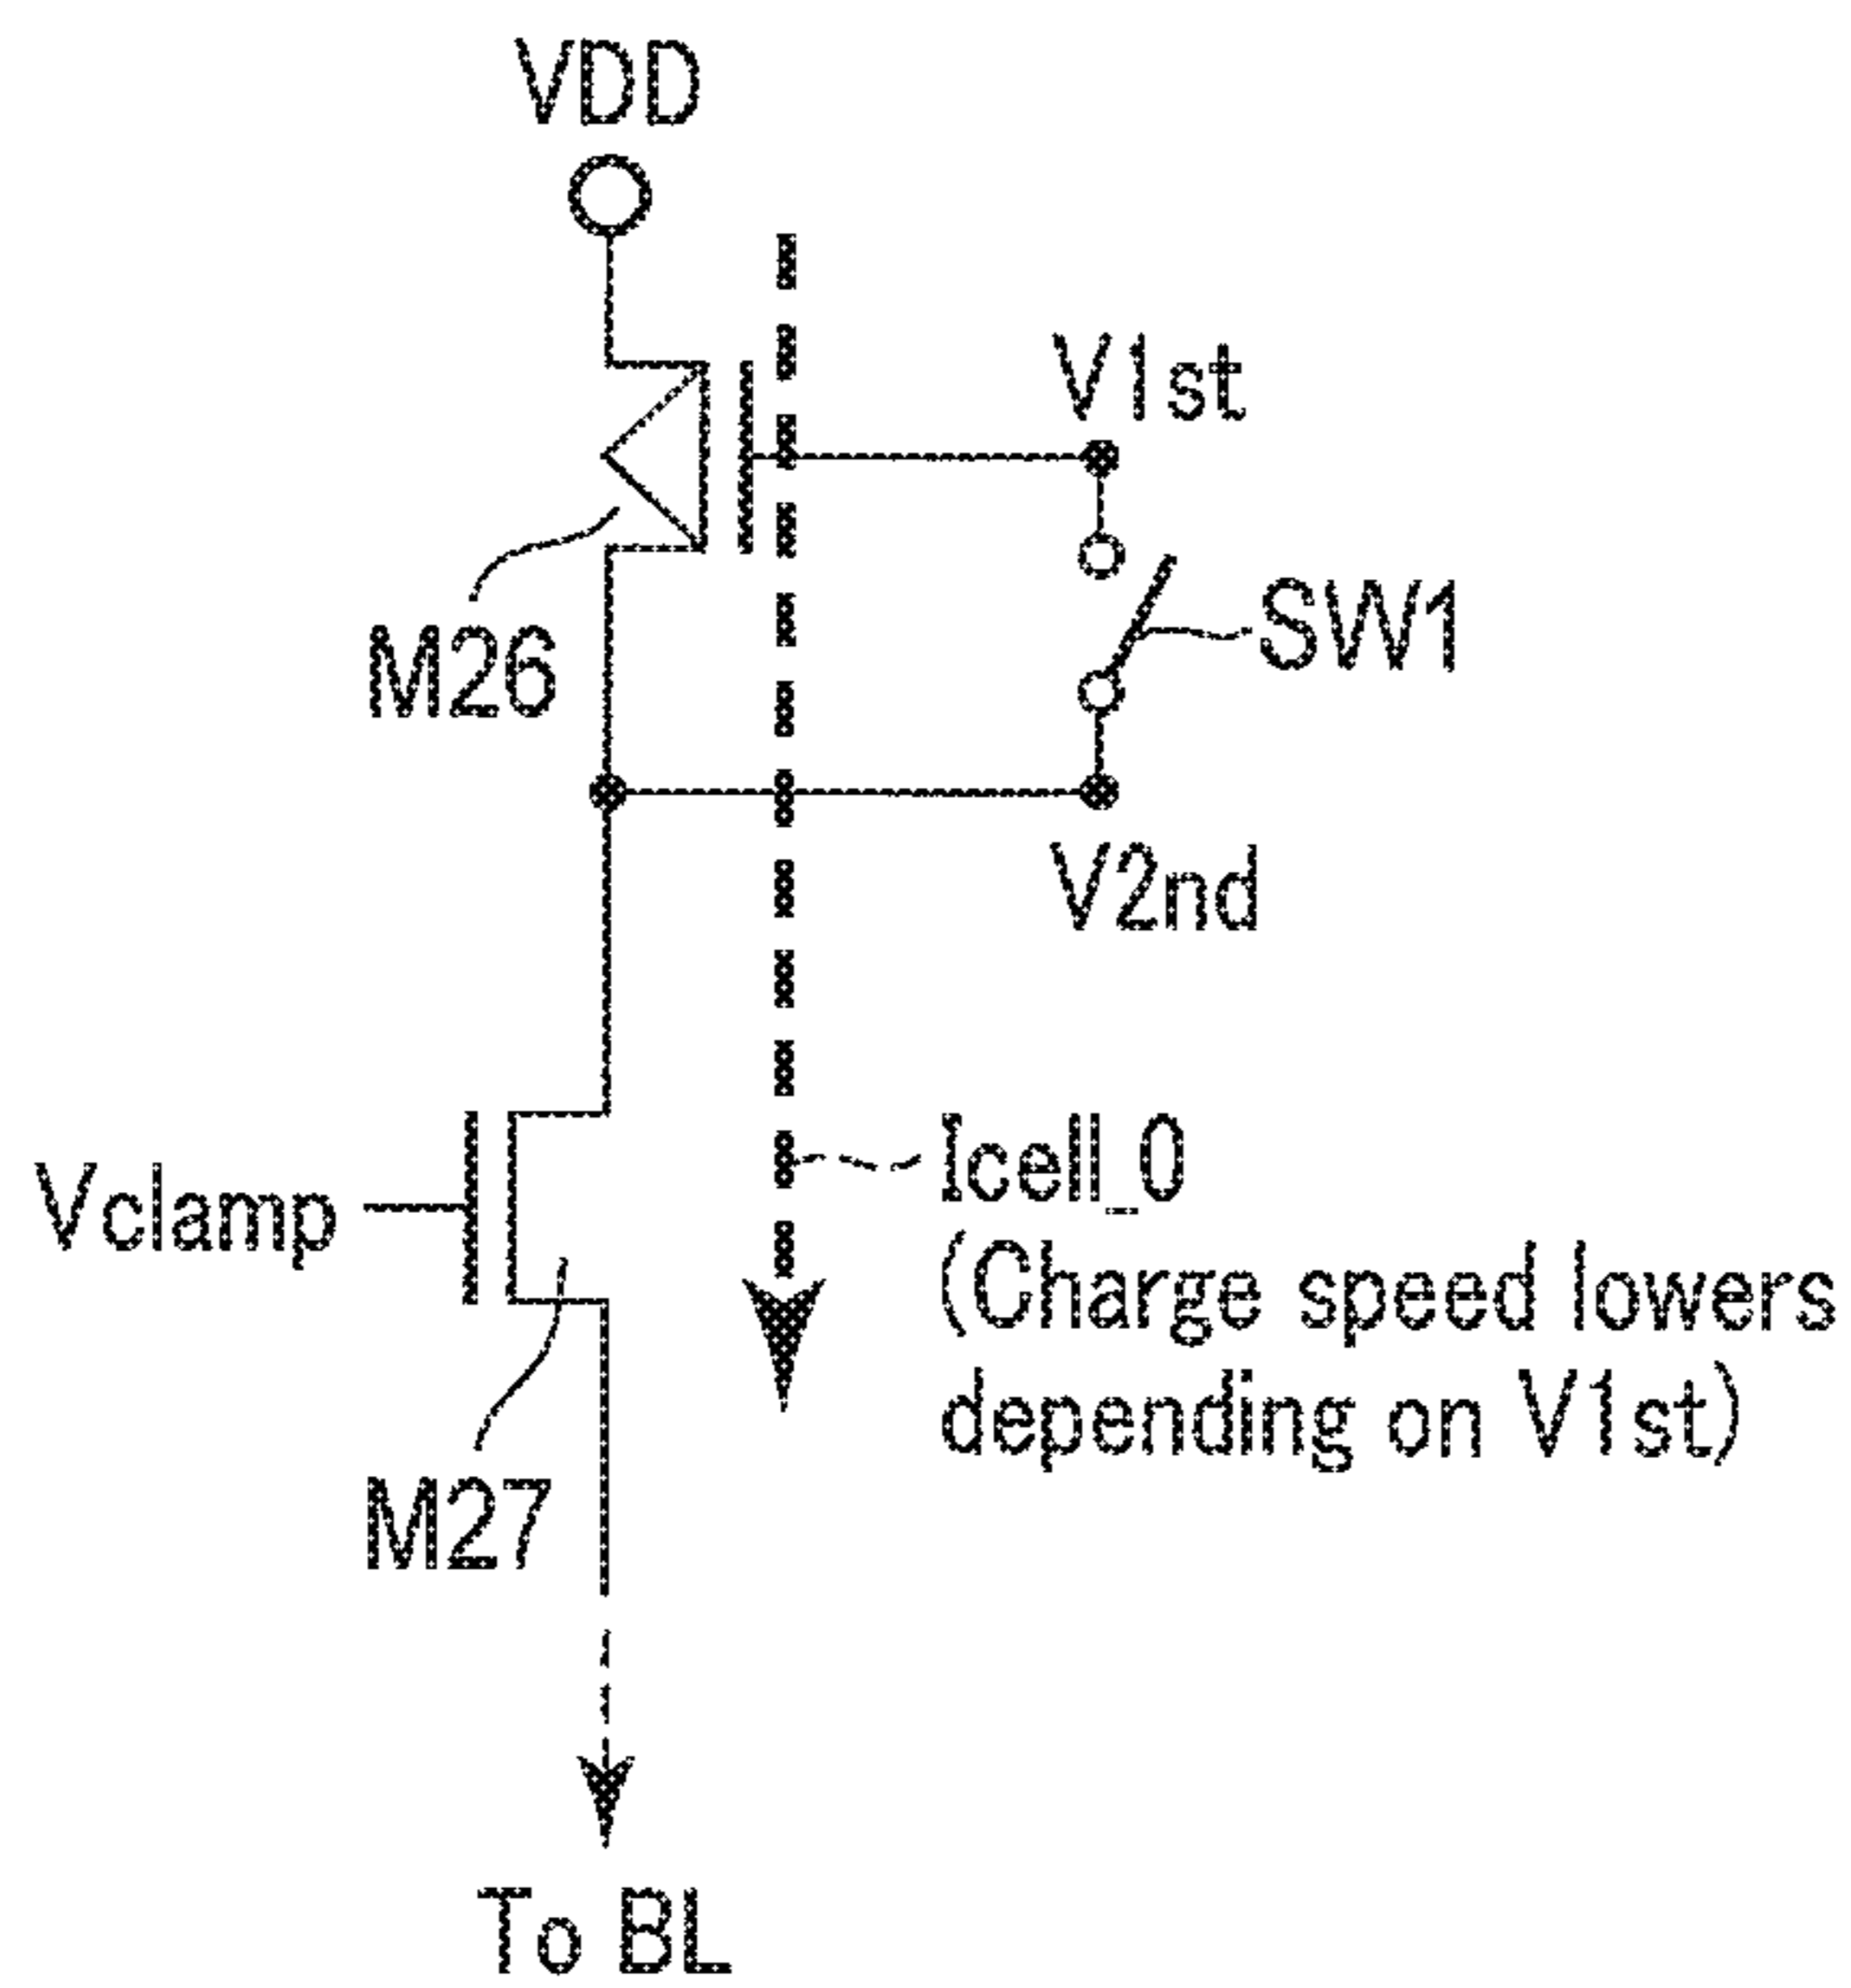 VDD
V1st
SW1
M26
V2nd
Icell_0
(Charge speed lowers
depending on V1st)
Vclamp
M27
To BL